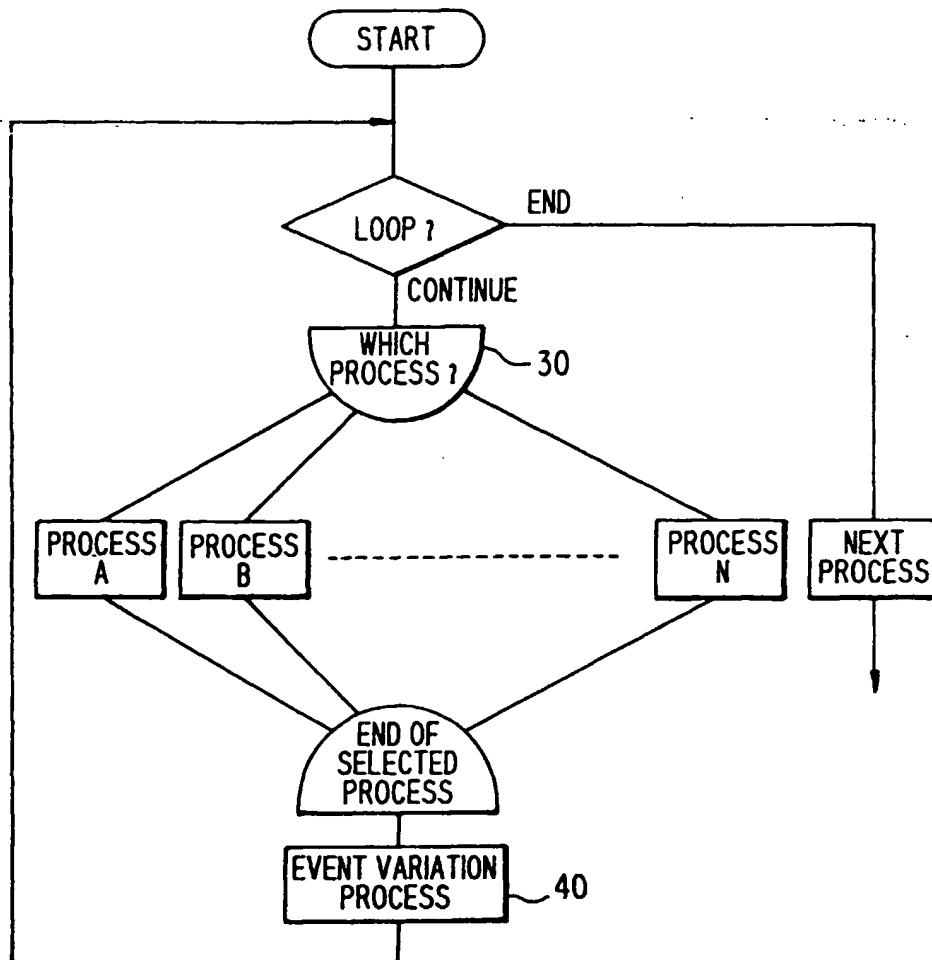 START
LOOP ?
END
CONTINUE
WHICH
PROCESS ?
30
PROCESS
A
PROCESS
B
PROCESS
N
NEXT
PROCESS
END OF
SELECTED
PROCESS
EVENT VARIATION
PROCESS
40